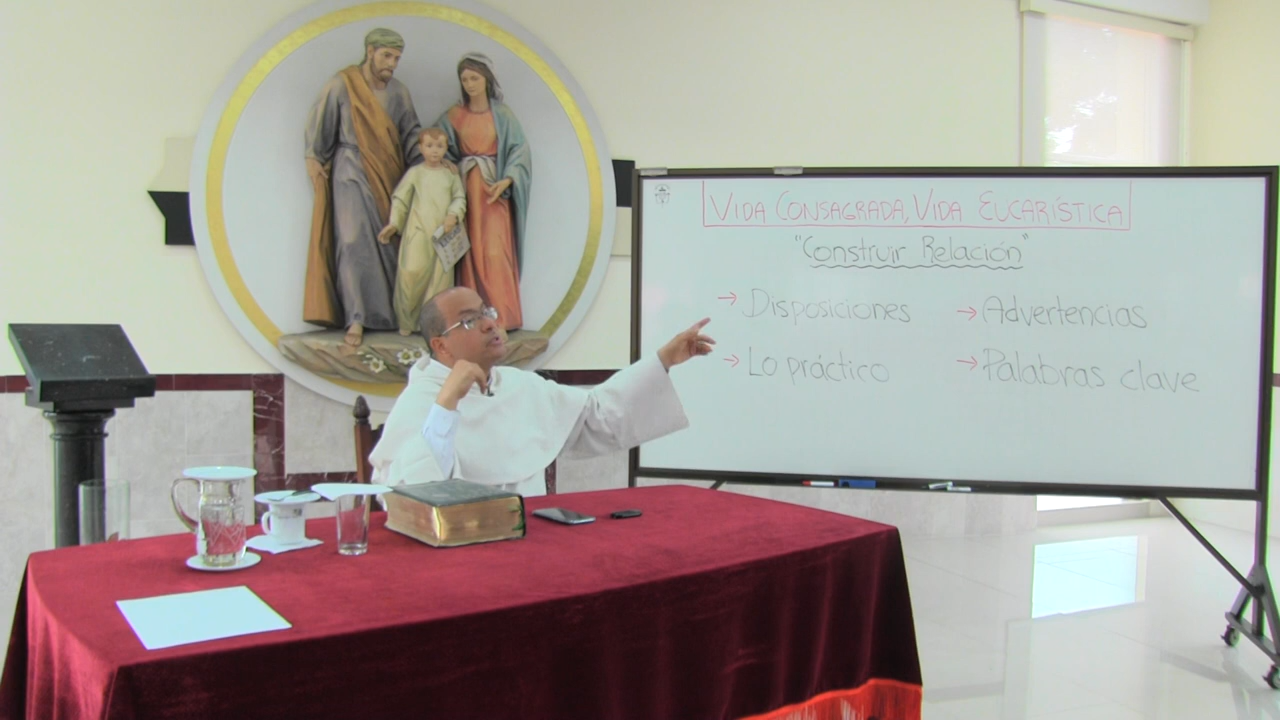 VIDA CONSAGRADA, VIDA EUCARÍSTICA
"Construir Relación"
→ Disposiciones → Advertencias
→ Lo práctico → Palabras clave